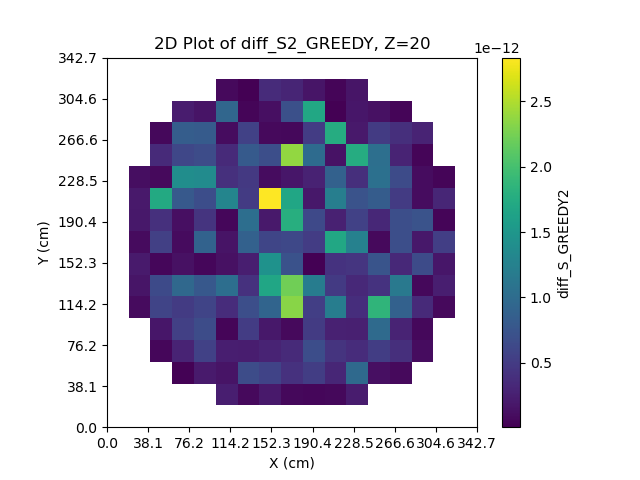 2D Plot of diff_S2_GREEDY, Z=20
1e−12
342.7
304.6
266.6
228.5
190.4
152.3
114.2
76.2
38.1
0.0
Y (cm)
0.0 38.1 76.2 114.2 152.3 190.4 228.5 266.6 304.6 342.7
X (cm)
2.5
2.0
1.5
1.0
0.5
diff_S_GREEDY2